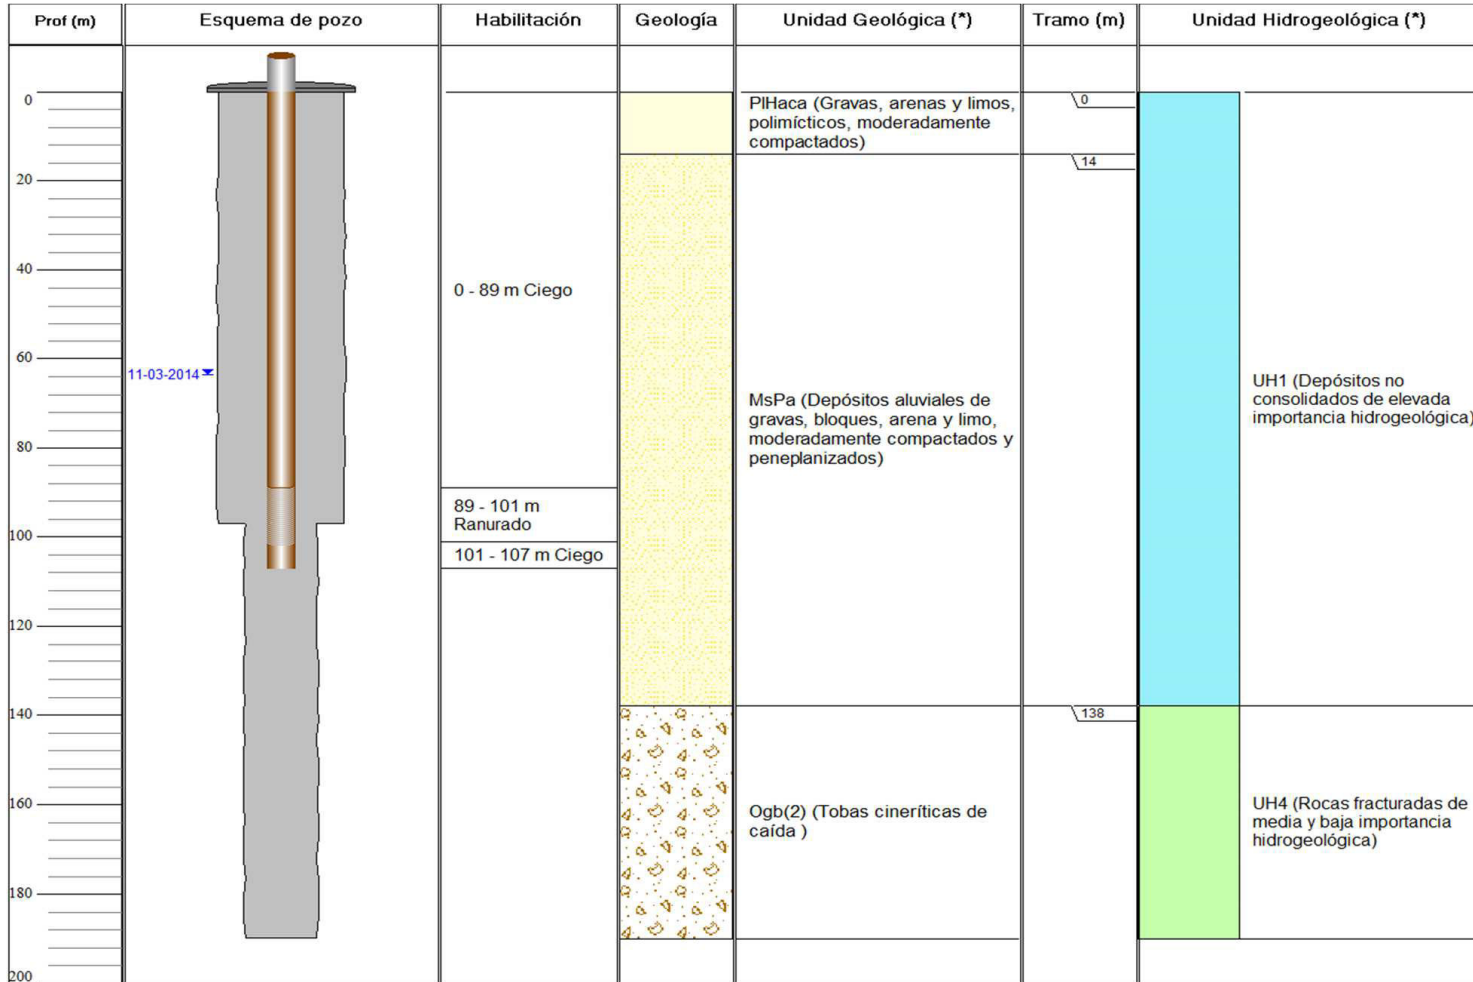 Prof (m)
Esquema de pozo
Habilitación
Geología
Unidad Geológica (*)
Tramo (m)
Unidad Hidrogeológica (*)
0
20
40
60
80
100
120
140
160
180
200
11-03-2014
0 - 89 m Ciego
89 - 101 m
Ranurado
101 - 107 m Ciego
PlHaca (Gravas, arenas y limos,
polimícticos, moderadamente
compactados)
MsPa (Depósitos aluviales de
gravas, bloques, arena y limo,
moderadamente compactados y
peneplanizados)
Ogb(2) (Tobas cineríticas de
caída )
0
14
138
UH1 (Depósitos no
consolidados de elevada
importancia hidrogeológica)
UH4 (Rocas fracturadas de
media y baja importancia
hidrogeológica)